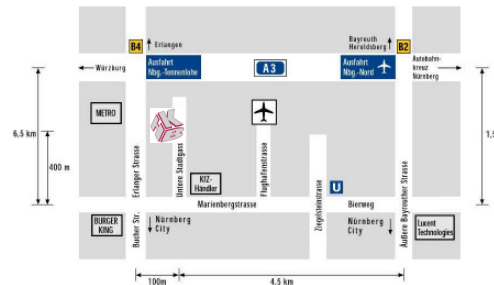 B4
Erlangen
Bayreuth
Heroldsberg
B2
Würzburg
Ausfahrt
Nbg.-Tennenlohe
A3
Ausfahrt
Nbg.-Nord
Autobahn-
kreuz
Nürnberg
6,5 km
METRO
400 m
Erlanger Strasse
Untere Stadtgass
KfZ-
Händler
Flughafenstrasse
Ziegelsteinstrasse
U
Äußere Bayreuther Strasse
1,5
Marienbergstrasse
Bierweg
BURGER
KING
Bucher Str.
Nürnberg
City
Nürnberg
City
Lucent
Technologies
100m
4,5 km